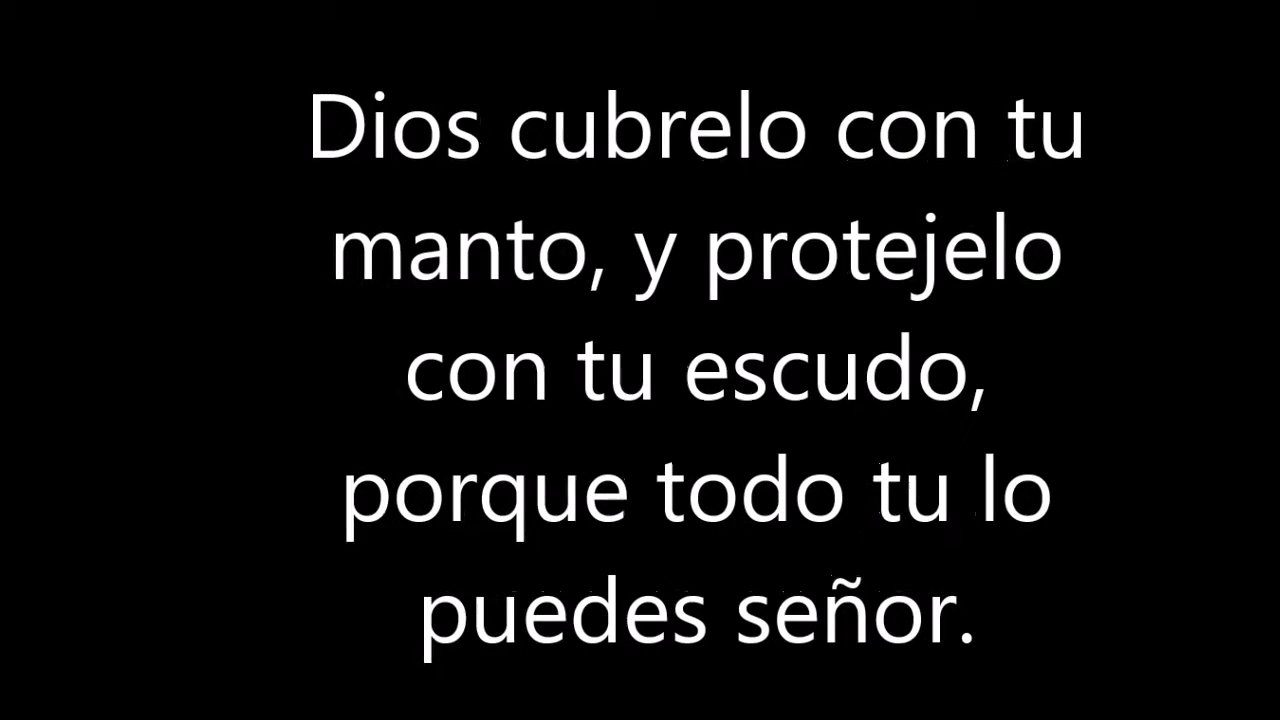 Dios cubrelo con tu
manto, y protejelo
con tu escudo,
porque todo tu lo
puedes señor.